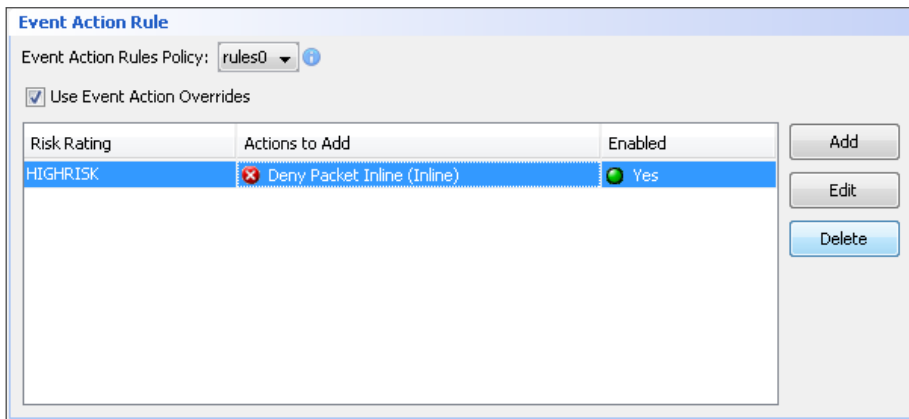 Event Action Rule
Event Action Rules Policy: rules0
Use Event Action Overrides
Risk Rating Actions to Add Enabled
HIGHRISK Deny Packet Inline (Inline) Yes
Add
Edit
Delete